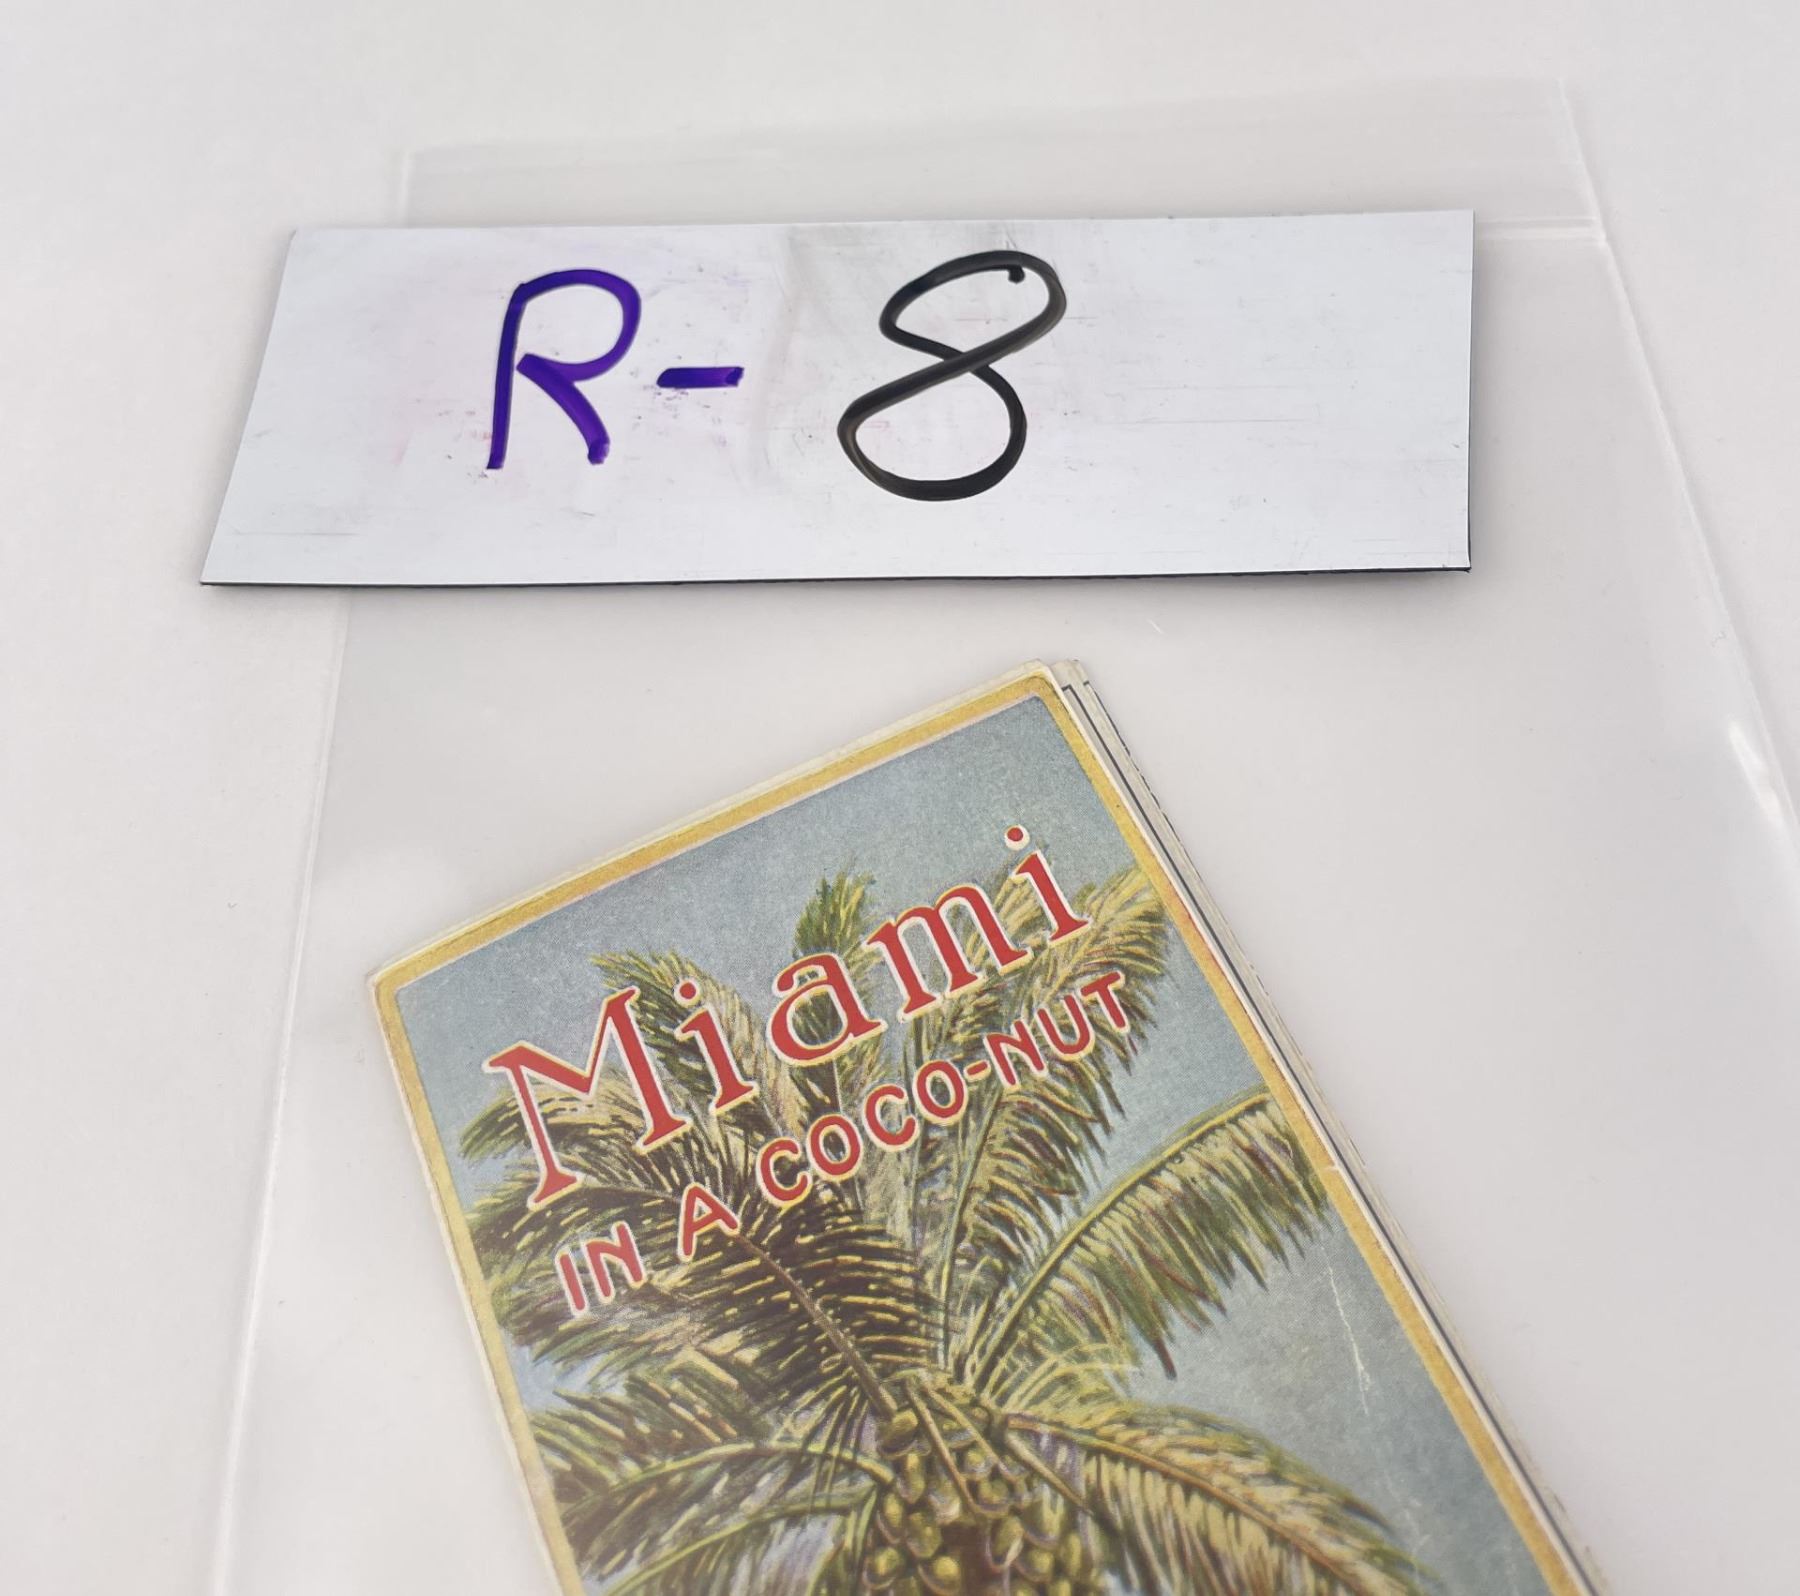 R-8
Miami
IN A COCO-NUT